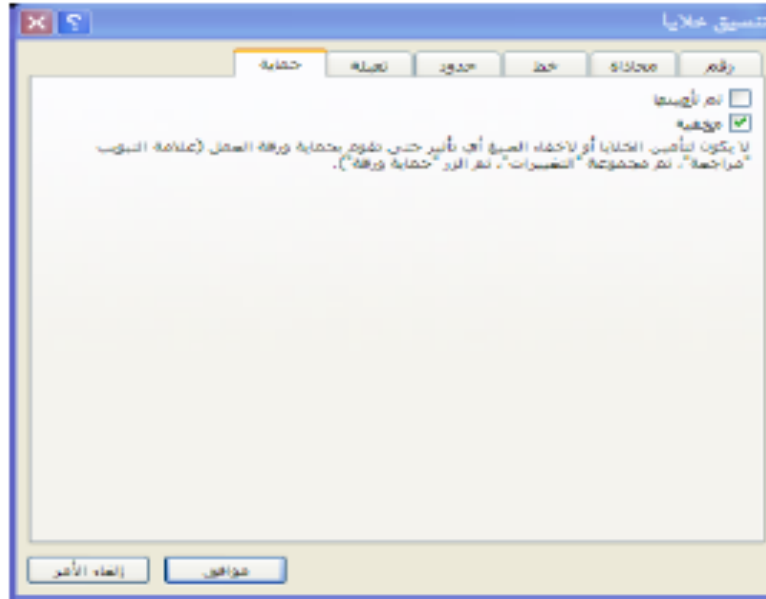 تنسيق خلايا
رقم محاذاة خط حدود تعبئة حماية
تم تأمينها
مخفية
لا يكون لتأمين الخلايا أو لإخفاء الصيغ أي تأثير حتى تقوم بحماية ورقة العمل (علامة التبويب
"مراجعة"، ثم مجموعة "التغييرات"، ثم الزر "حماية ورقة").
موافق إلغاء الأمر